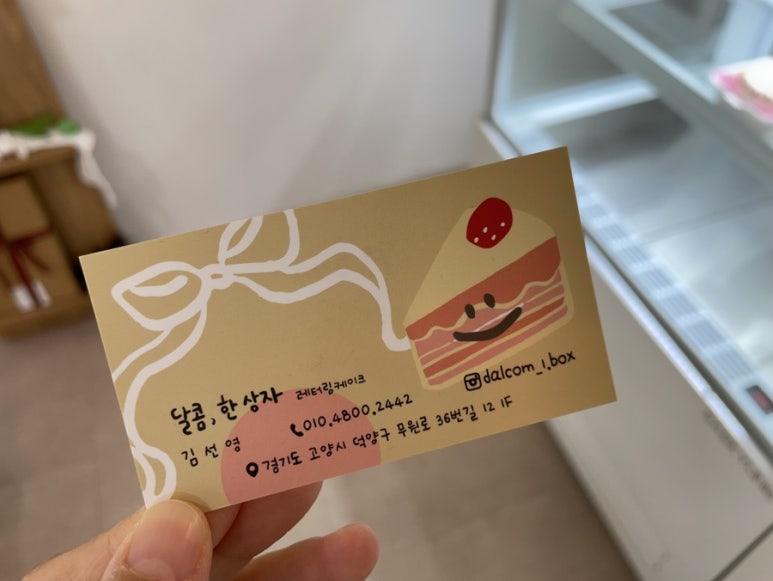 달콤, 한 상자 레터링케이크
김선영 010.4800.2442
dalcom_1.box
경기도 고양시 덕양구 무원로 36번길 12 1F